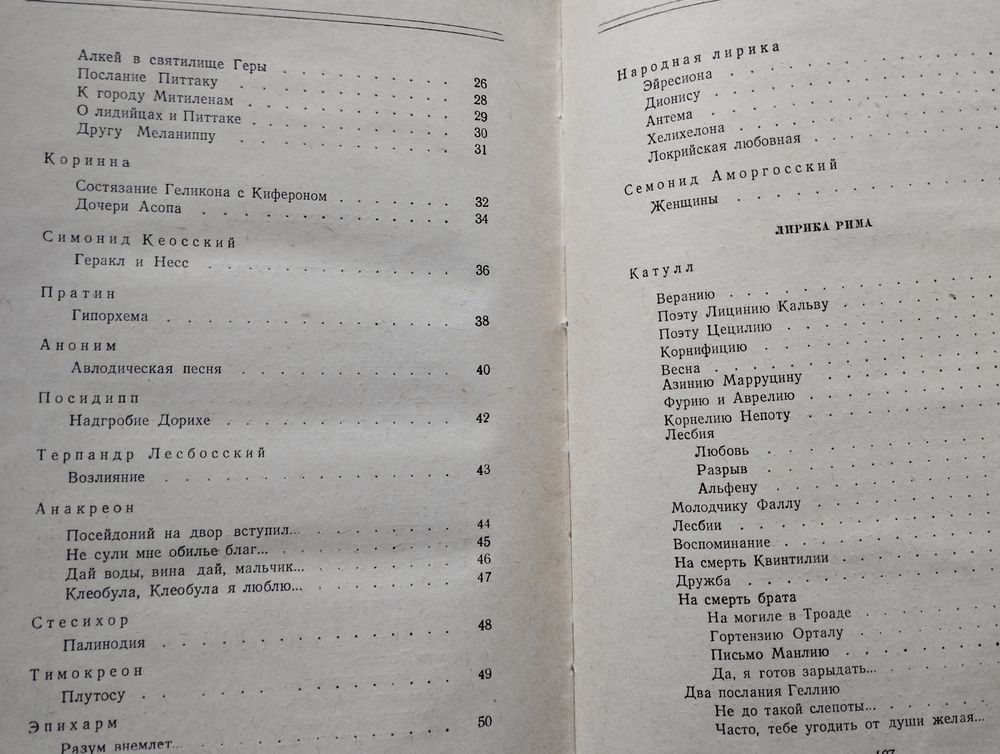 Алкей в святилище Геры . . . . . . . . . . 26
Послание Питтаку . . . . . . . . . . 28
К городу Митиленам . . . . . . . . . . 29
О лидийцах и Питтаке . . . . . . . . . . 30
Другу Меланиппу . . . . . . . . . . 31
Коринна
Состязание Геликона с Кифероном . . . . . . . 32
Дочери Асопа . . . . . . . . . . 34
Симонид Кеосский
Геракл и Несс . . . . . . . . . . 36
Пратин
Гипорхема . . . . . . . . . . 38
Аноним
Авлодическая песня . . . . . . . . . . 40
Посидипп
Надгробие Дорихе . . . . . . . . . . 42
Терпандр Лесбосский
Возлияние . . . . . . . . . . 43
Анакреон
Посейдоний на двор вступил... . . . . . . . 44
Не сули мне обилье благ... . . . . . . . 45
Дай воды, вина дай, мальчик... . . . . . . . 46
Клеобула, Клеобула я люблю... . . . . . . . 47
Стесихор
Палинодия . . . . . . . . . . 48
Тимокреон
Плутосу . . . . . . . . . . 49
Эпихарм
Разум внемлет... 50
Народная лирика
Эйресиона . . . . . . . .
Дионису . . . . . . . .
Антема . . . . . . . .
Хелихелона . . . . . . . .
Локрийская любовная . . . . . .
Семонид Аморгосский
Женщины . . . . . . . .
ЛИРИКА РИМА
Катулл
Веранию . . . . . . . .
Поэту Лицинию Кальву . . . . . .
Поэту Цецилию . . . . . . . .
Корнифицию . . . . . . . .
Весна . . . . . . . .
Азинию Марруцину . . . . . . . .
Фурию и Аврелию . . . . . . . .
Корнелию Непоту . . . . . . . .
Лесбия
Любовь . . . . . . . .
Разрыв . . . . . . . .
Альфену . . . . . . . .
Молодчику Фаллу . . . . . . . .
Лесбии . . . . . . . .
Воспоминание . . . . . . . .
На смерть Квинтилии . . . . . .
Дружба . . . . . . . .
На смерть брата
На могиле в Троаде . . . . . .
Гортензию Орталу . . . . . .
Письмо Манлию . . . . . .
Да, я готов зарыдать... . . . .
Два послания Геллию
Не до такой слепоты... . . . .
Часто, тебе угодить от души желая...